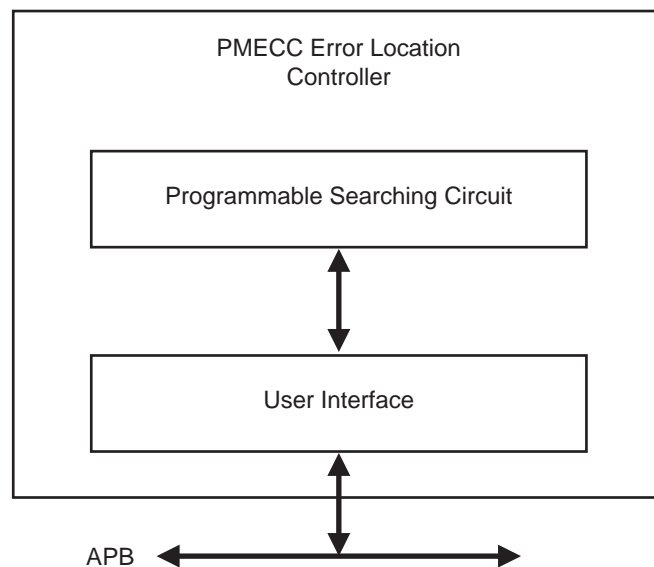 PMECC Error Location
Controller
Programmable Searching Circuit
User Interface
APB